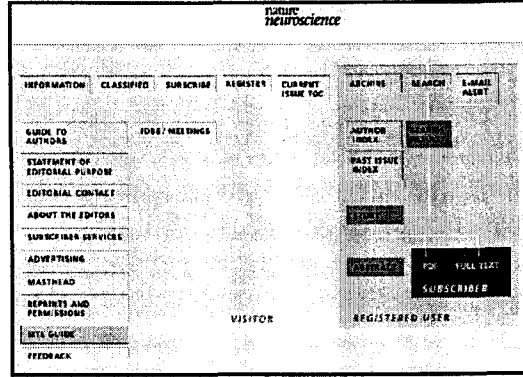 nature
neuroscience
INFORMATION
CLASSIFIED
SUBSCRIBE
REGISTER
CURRENT
ISSUE TOC
ARCHIVE
SEARCH
E-MAIL
ALERT
GUIDE TO
AUTHORS
JOBS / MEETINGS
AUTHOR
INDEX
PAST ISSUE
INDEX
STATEMENT OF
EDITORIAL PURPOSE
EDITORIAL CONTACT
ABOUT THE EDITORS
SUBSCRIBER SERVICES
ADVERTISING
MASTHEAD
REPRINTS AND
PERMISSIONS
SITE GUIDE
FEEDBACK
PDF
FULL TEXT
SUBSCRIBER
VISITOR
REGISTERED USER